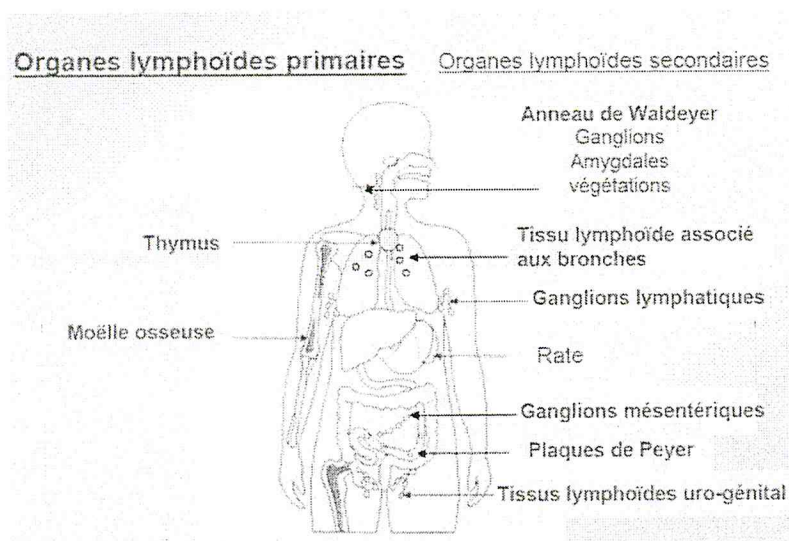 Organes lymphoïdes primaires
Organes lymphoïdes secondaires
Anneau de Waldeyer
Ganglions
Amygdales
végétations
Thymus
Tissu lymphoïde associé
aux bronches
Ganglions lymphatiques
Moëlle osseuse
Rate
Ganglions mésentériques
Plaques de Peyer
Tissus lymphoïdes uro-génital